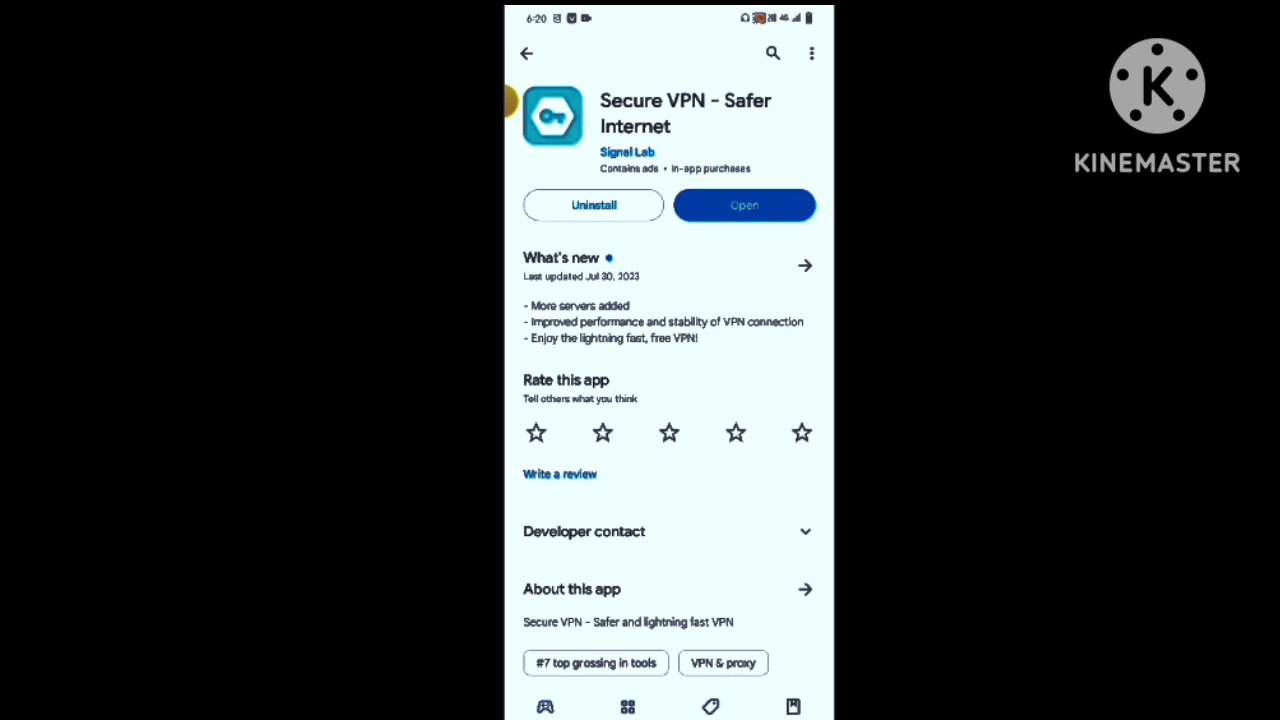 6:20
4G
Secure VPN - Safer
Internet
Signal Lab
Contains ads • In-app purchases
Uninstall
Open
What's new
Last updated Jul 30, 2023
- More servers added
- Improved performance and stability of VPN connection
- Enjoy the lightning fast, free VPN!
Rate this app
Tell others what you think
Write a review
Developer contact
About this app
Secure VPN - Safer and lightning fast VPN
#7 top grossing in tools
VPN & proxy
K
KINEMASTER